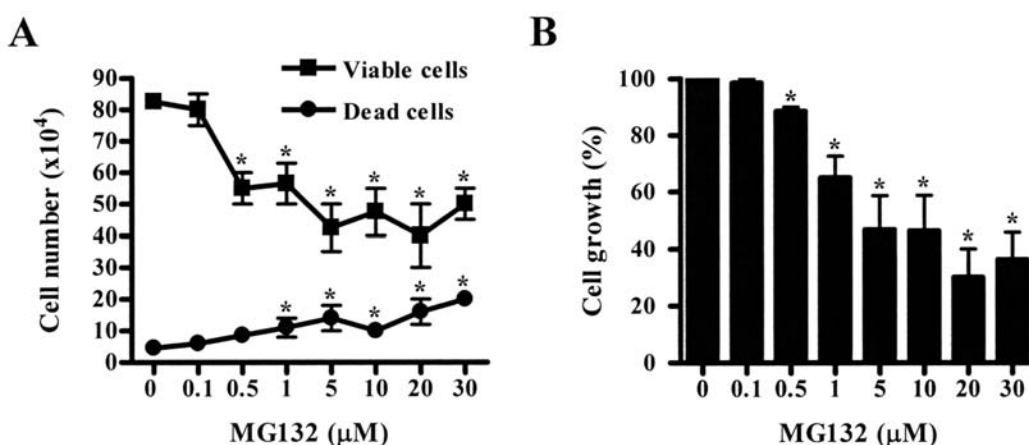 A
Viable cells
Dead cells
Cell number (x10⁴)
90
80
70
60
50
40
30
20
10
0
* * * * * *
* * * * *
0 0.1 0.5 1 5 10 20 30
MG132 (μM)
B
Cell growth (%)
100
80
60
40
20
0
* * * * * *
0 0.1 0.5 1 5 10 20 30
MG132 (μM)